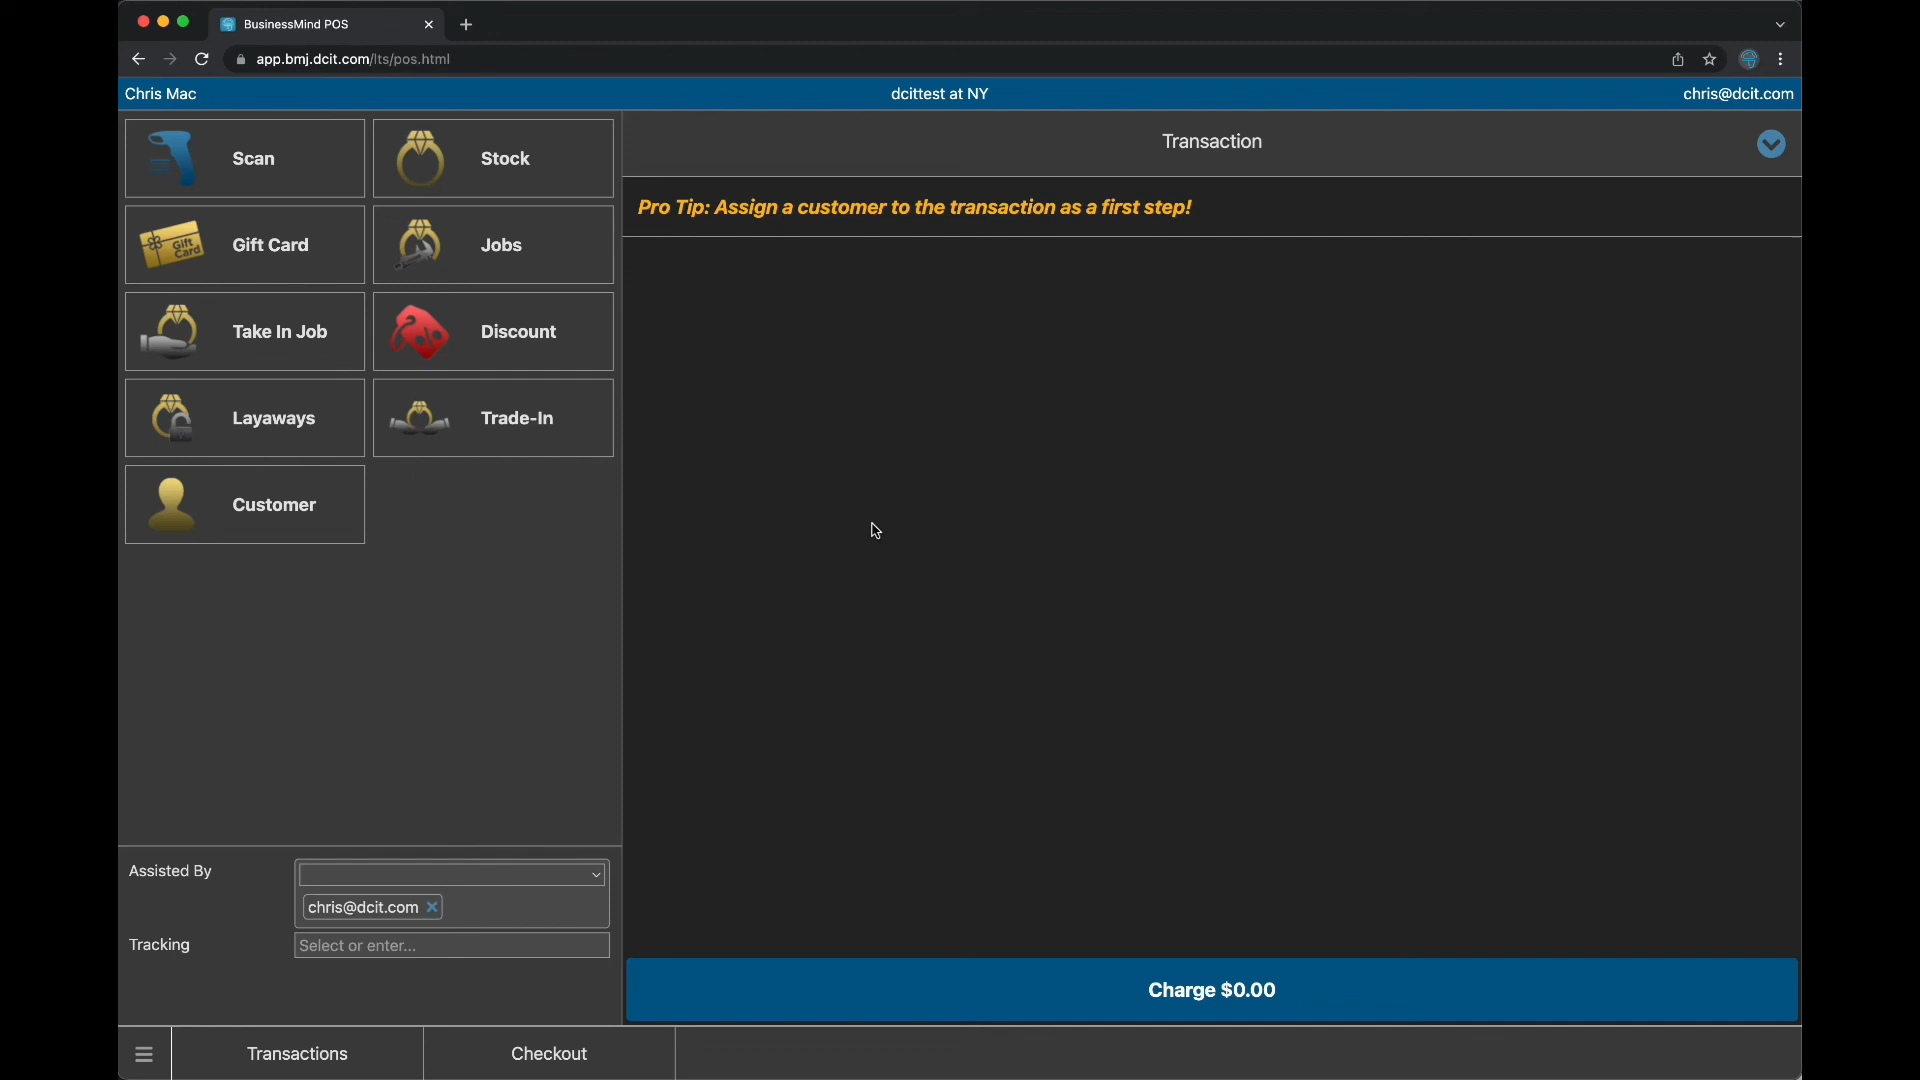 BusinessMind POS
app.bmj.dcit.com/lts/pos.html
Chris Mac
dcittest at NY
chris@dcit.com
Scan
Stock
Gift Card
Gift Card
Jobs
Take In Job
Discount
Layaways
Trade-In
Customer
Transaction
Pro Tip: Assign a customer to the transaction as a first step!
Assisted By
chris@dcit.com
Tracking
Select or enter...
Charge $0.00
Transactions
Checkout